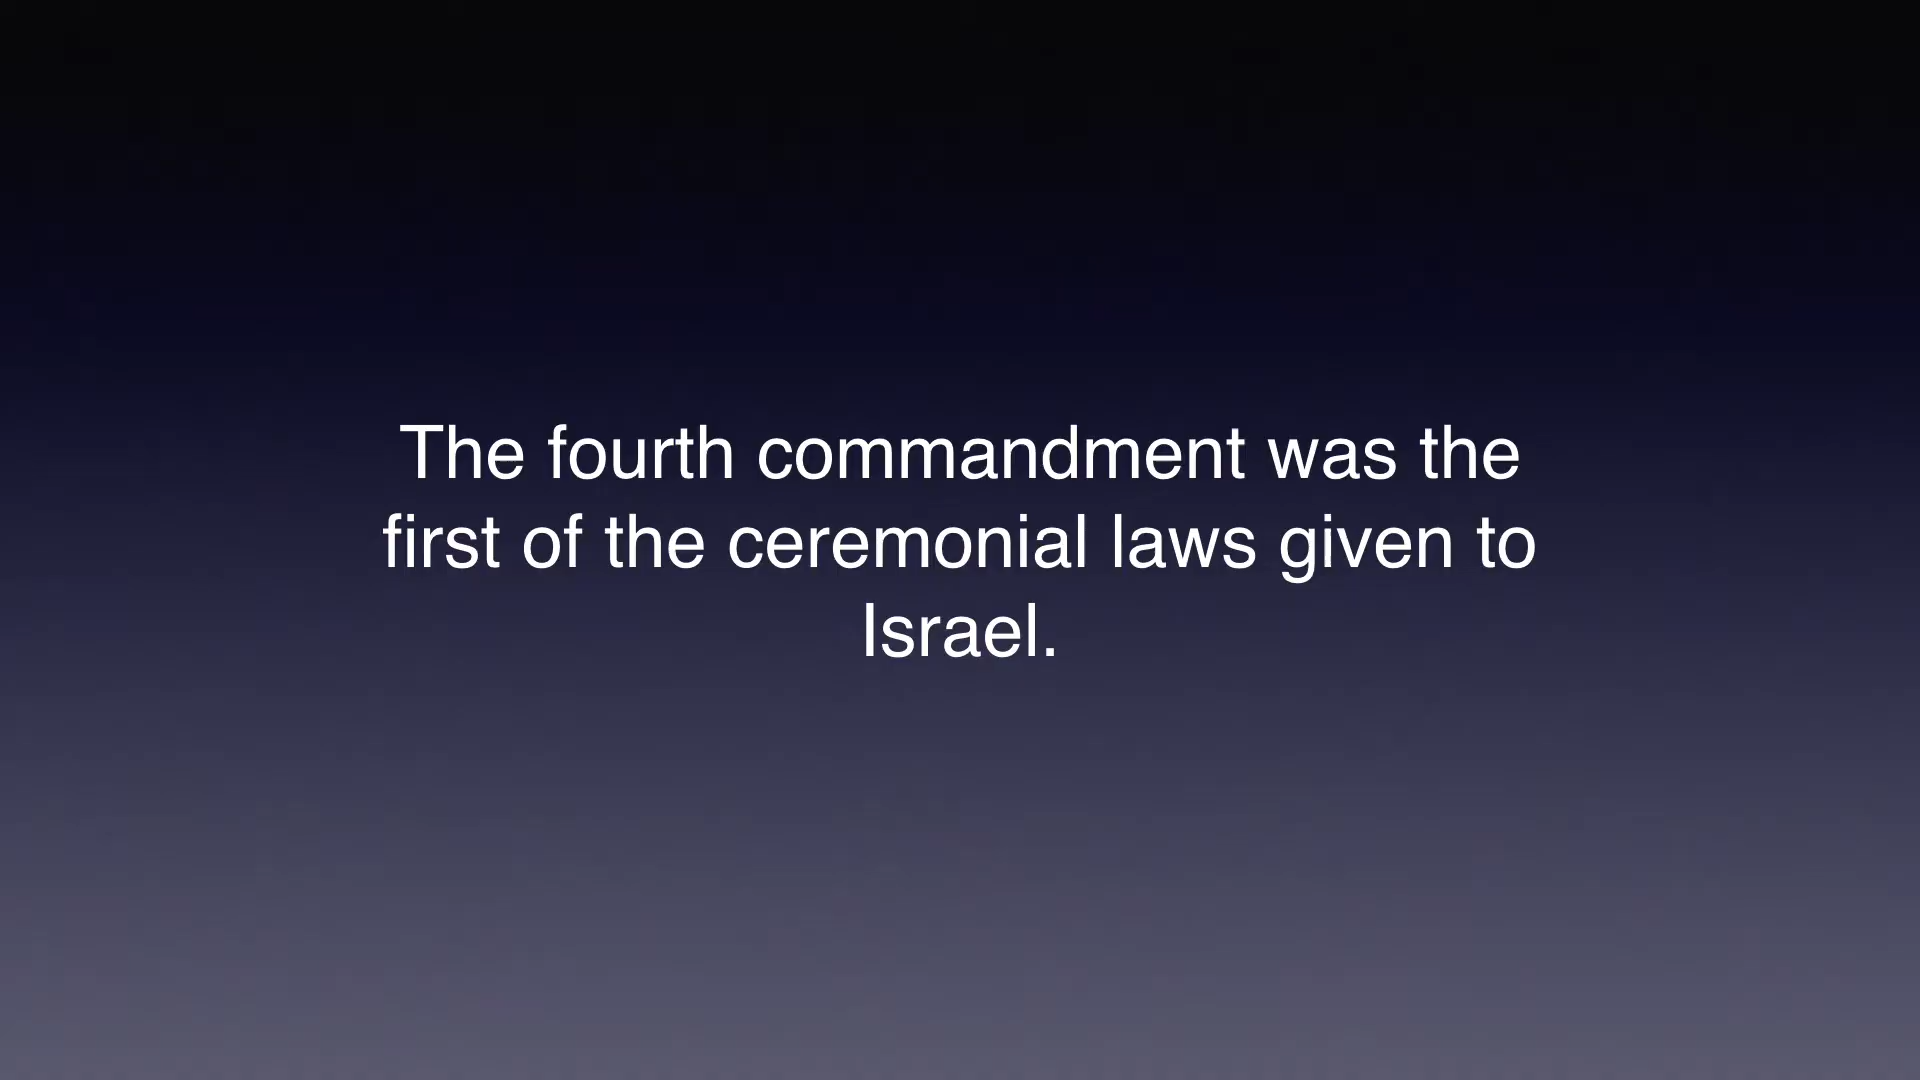 The fourth commandment was the
first of the ceremonial laws given to
Israel.